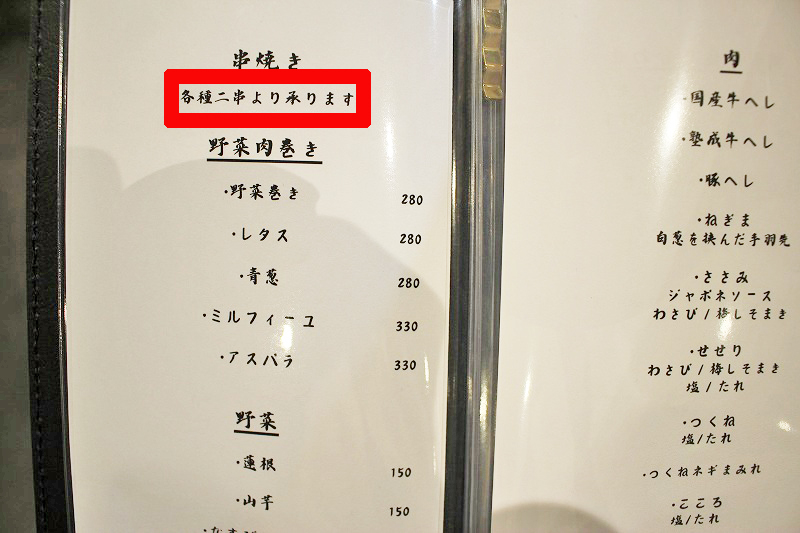 串焼き
各種二串より承ります
野菜肉巻き
・野菜巻き 280
・レタス 280
・青葱 280
・ミルフィーユ 330
・アスパラ 330
野菜
・蓮根 150
・山芋 150
肉
・国産牛ヘレ
・塾成牛ヘレ
・豚ヘレ
・ねぎま
白葱を挟んだ手羽先
・ささみ
ジャポネソース
わさび/梅しそまき
・せせり
わさび/梅しそまき
塩/たれ
・つくね
塩/たれ
・つくねネギまみれ
・こころ
塩/たれ